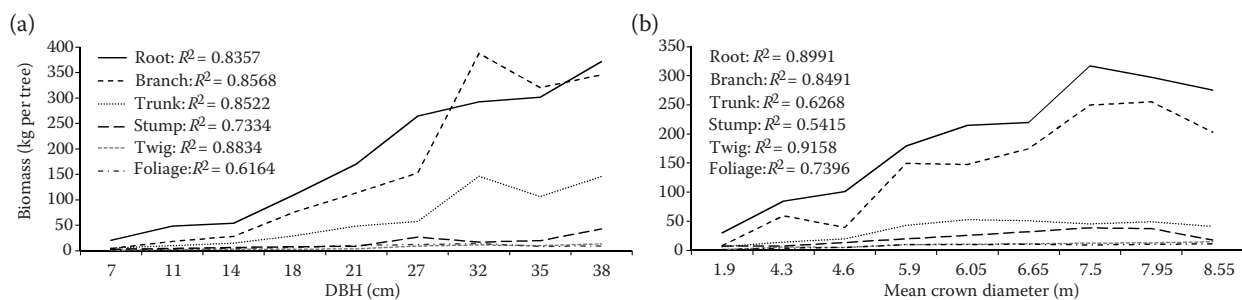 (a)
Biomass (kg per tree)
400
350
300
250
200
150
100
50
0
Root: R² = 0.8357
Branch: R² = 0.8568
Trunk: R² = 0.8522
Stump: R² = 0.7334
Twig: R² = 0.8834
Foliage: R² = 0.6164
7 11 14 18 21 27 32 35 38
DBH (cm)
(b)
350
300
250
200
150
100
50
0
Root: R² = 0.8991
Branch: R² = 0.8491
Trunk: R² = 0.6268
Stump: R² = 0.5415
Twig: R² = 0.9158
Foliage: R² = 0.7396
1.9 4.3 4.6 5.9 6.05 6.65 7.5 7.95 8.55
Mean crown diameter (m)